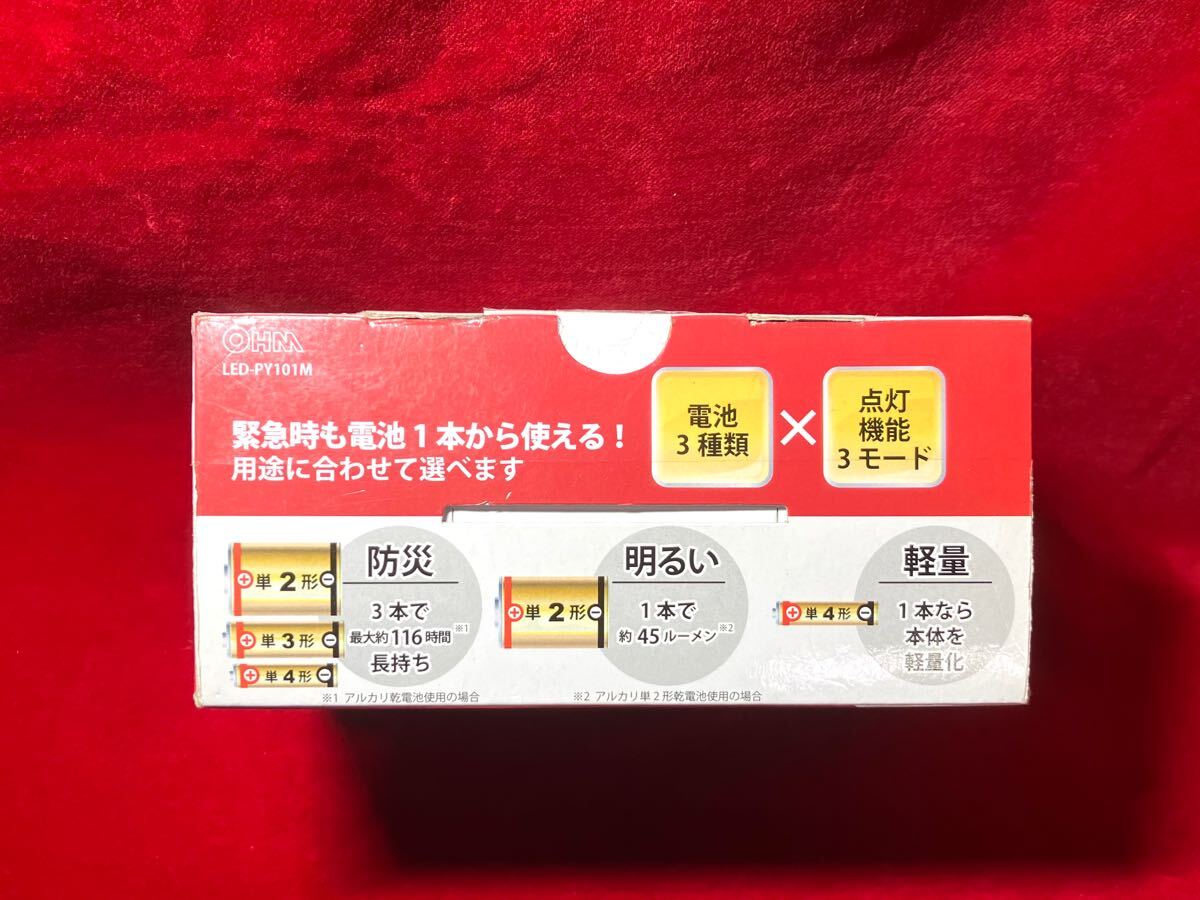 OHM
LED-PY101M
緊急時も電池1本から使える！
用途に合わせて選べます
電池
3種類
×
点灯
機能
3モード
⊕単2形⊖
⊕単3形⊖
⊕単4形⊖
防災
3本で
最大約116時間※1
長持ち
※1 アルカリ乾電池使用の場合
⊕単2形⊖
明るい
1本で
約45ルーメン※2
※2 アルカリ単2形乾電池使用の場合
⊕単4形⊖
軽量
1本なら
本体を
軽量化